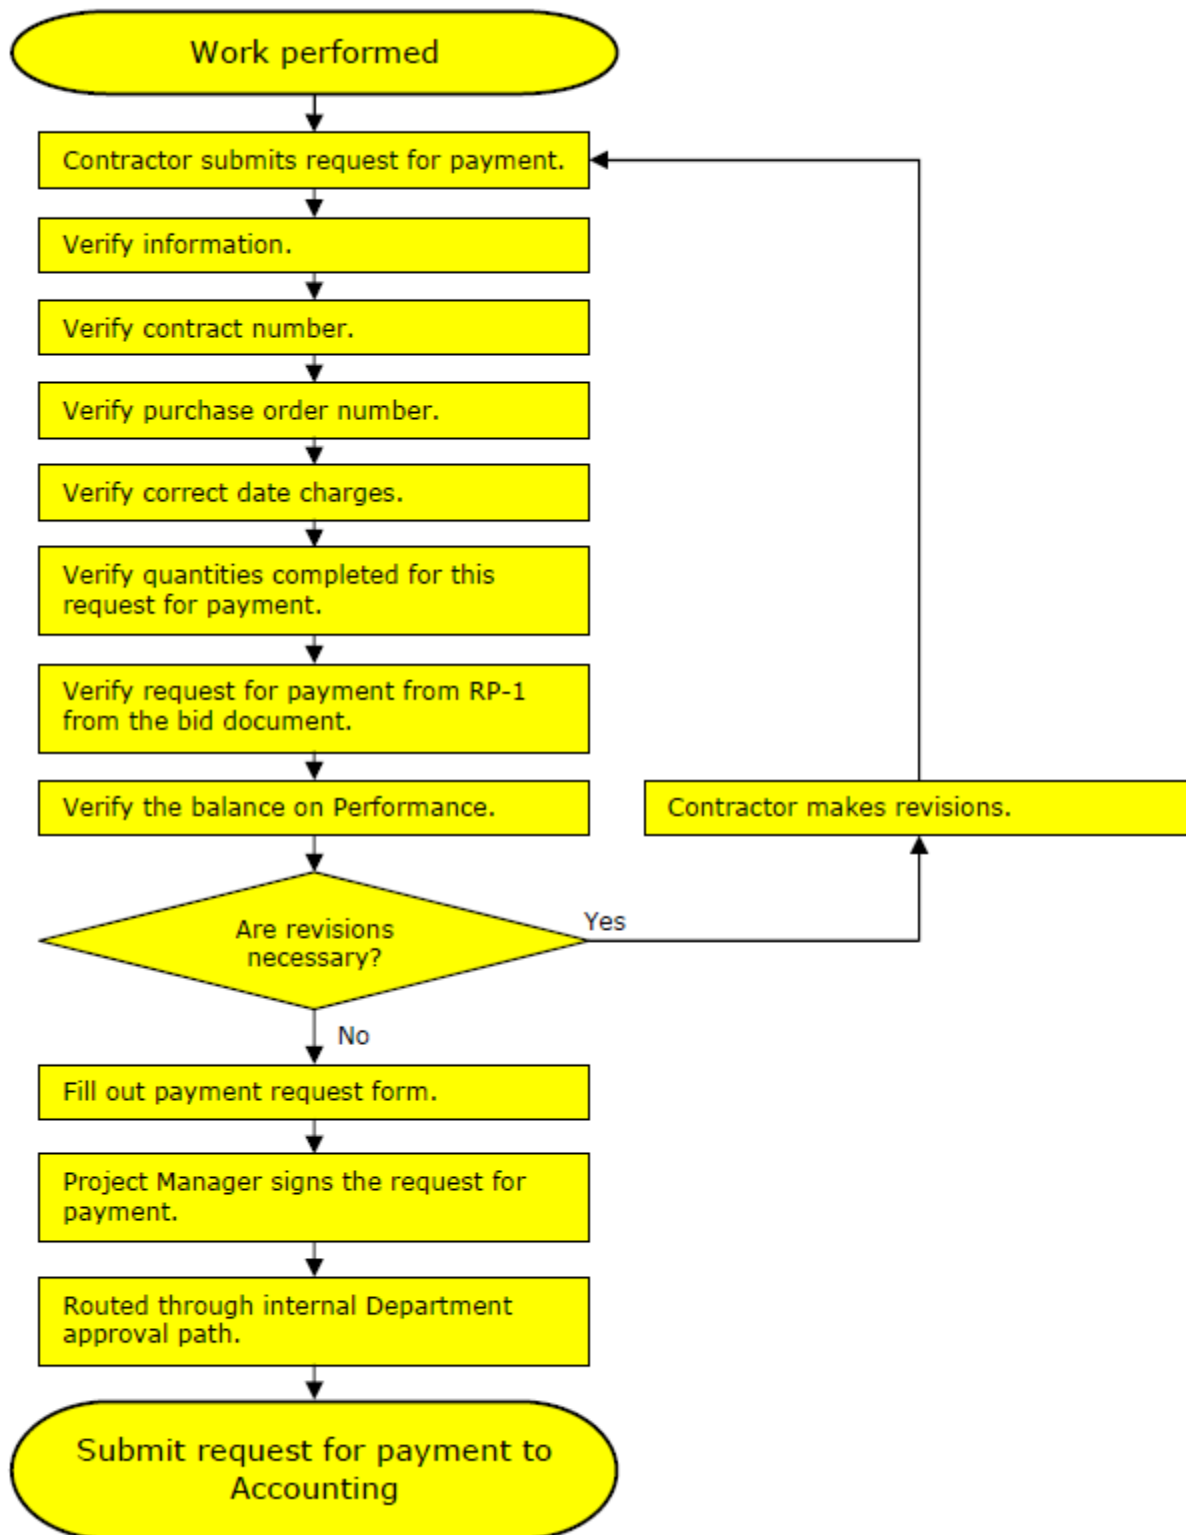 Work performed
Contractor submits request for payment.
Verify information.
Verify contract number.
Verify purchase order number.
Verify correct date charges.
Verify quantities completed for this
request for payment.
Verify request for payment from RP-1
from the bid document.
Verify the balance on Performance.
Contractor makes revisions.
Are revisions
necessary?
Yes
No
Fill out payment request form.
Project Manager signs the request for
payment.
Routed through internal Department
approval path.
Submit request for payment to
Accounting